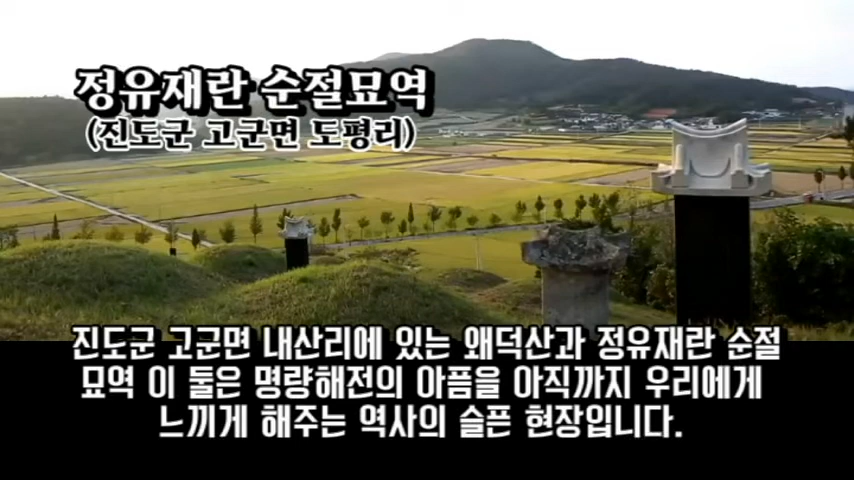 정유재란 순절묘역
(진도군 고군면 도평리)
진도군 고군면 내산리에 있는 왜덕산과 정유재란 순절
묘역 이 둘은 명량해전의 아픔을 아직까지 우리에게
느끼게 해주는 역사의 슬픈 현장입니다.